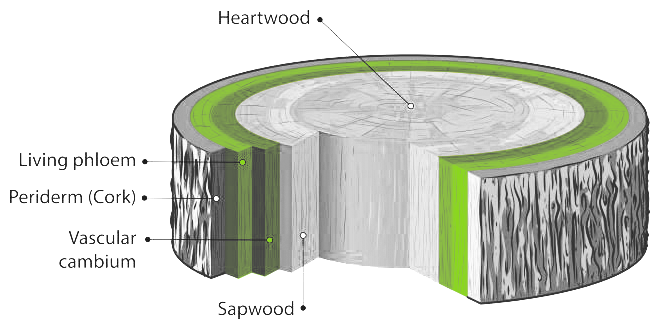 Heartwood
Living phloem
Periderm (Cork)
Vascular
cambium
Sapwood